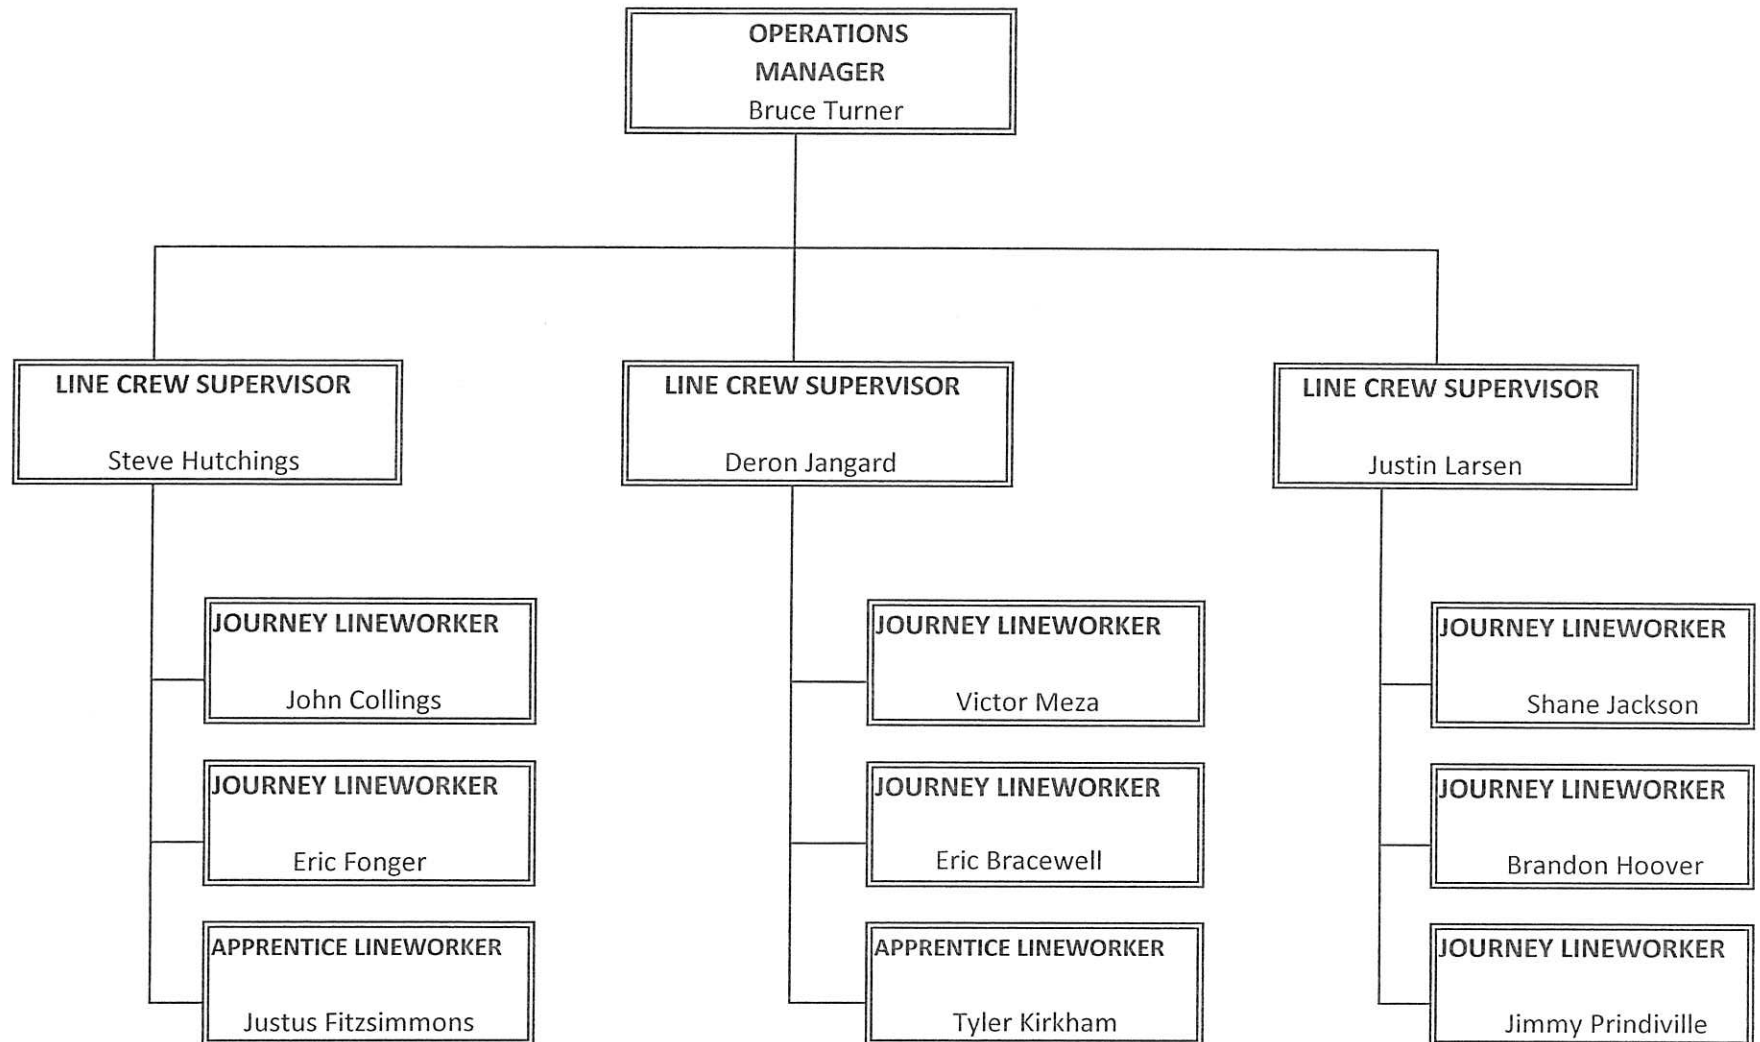 OPERATIONS
MANAGER
Bruce Turner
LINE CREW SUPERVISOR
Steve Hutchings
LINE CREW SUPERVISOR
Deron Jangard
LINE CREW SUPERVISOR
Justin Larsen
JOURNEY LINEWORKER
John Collings
JOURNEY LINEWORKER
Eric Fonger
APPRENTICE LINEWORKER
Justus Fitzsimmons
JOURNEY LINEWORKER
Victor Meza
JOURNEY LINEWORKER
Eric Bracewell
APPRENTICE LINEWORKER
Tyler Kirkham
JOURNEY LINEWORKER
Shane Jackson
JOURNEY LINEWORKER
Brandon Hoover
JOURNEY LINEWORKER
Jimmy Prindiville